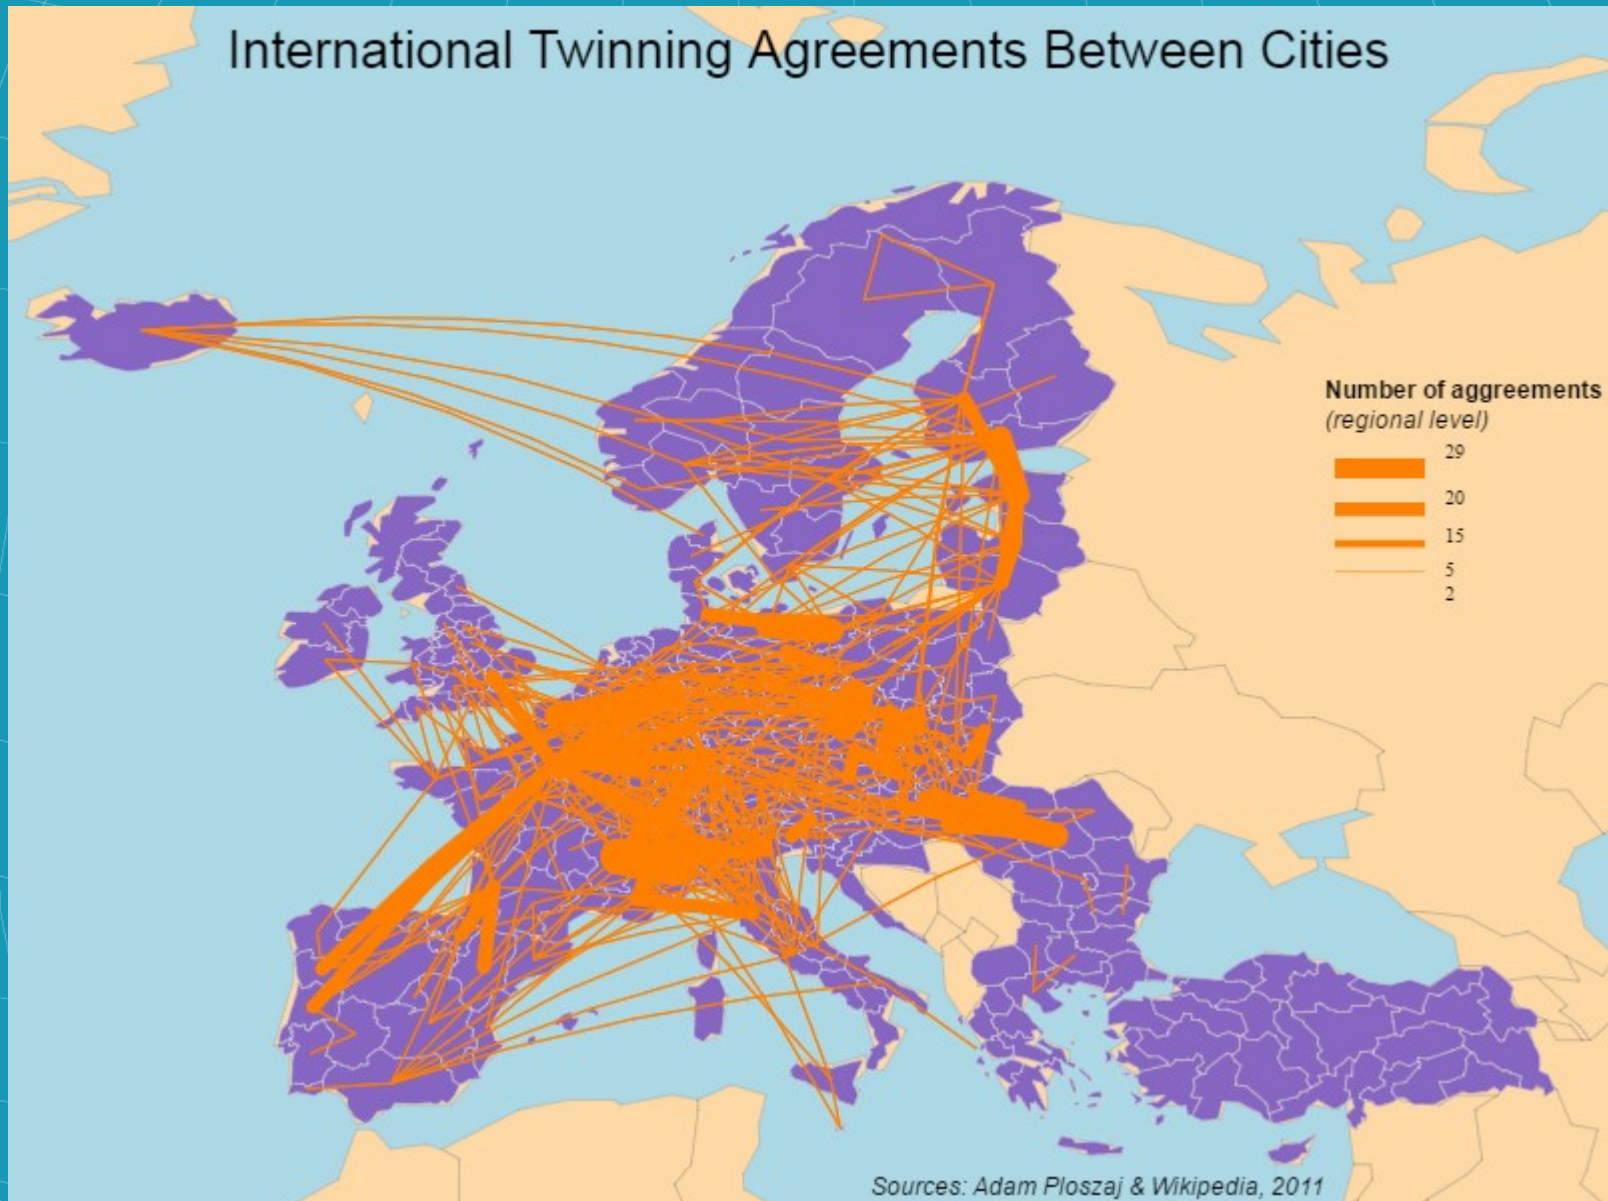 International Twinning Agreements Between Cities
Number of aggreements
(regional level)
29
20
15
5
2
Sources: Adam Ploszaj & Wikipedia, 2011